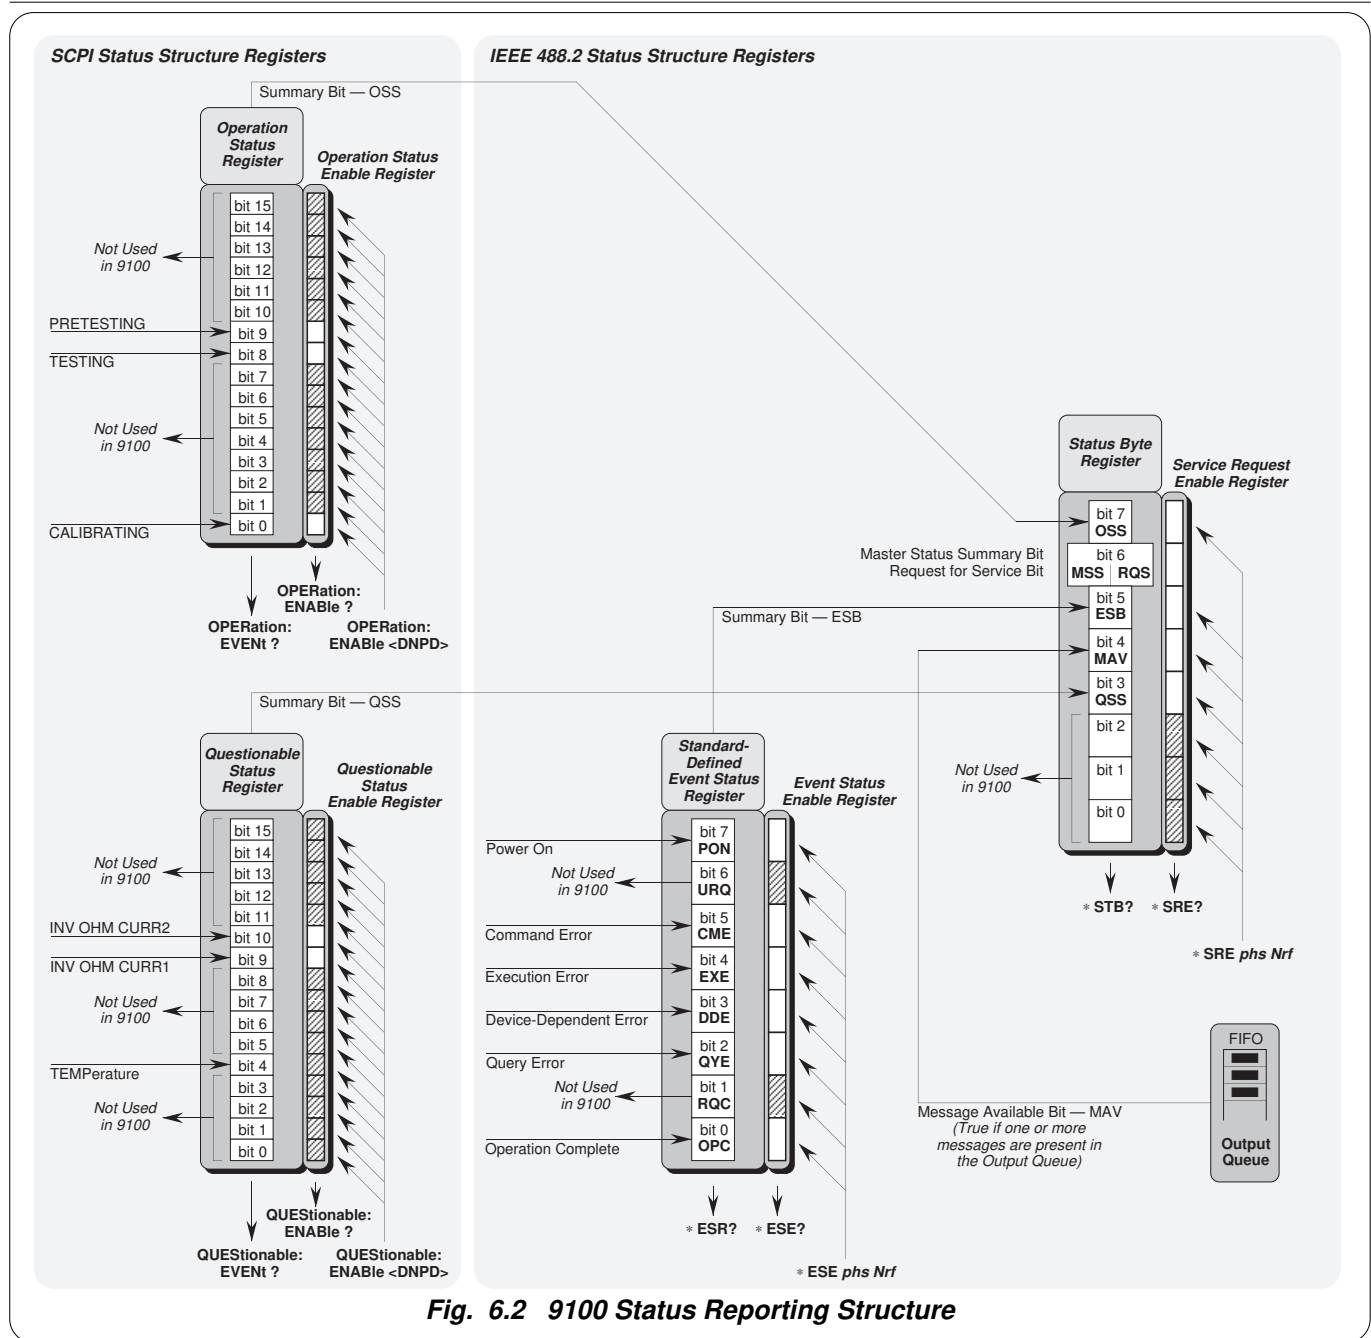 SCPI Status Structure Registers
IEEE 488.2 Status Structure Registers
Summary Bit — OSS
Operation
Status
Register
Operation Status
Enable Register
bit 15
bit 14
bit 13
bit 12
bit 11
bit 10
bit 9
bit 8
bit 7
bit 6
bit 5
bit 4
bit 3
bit 2
bit 1
bit 0
Not Used
in 9100
PRETESTING
TESTING
Not Used
in 9100
CALIBRATING
OPERation:
ENABle ?
OPERation:
EVENt ?
OPERation:
ENABle <DNPD>
Summary Bit — QSS
Questionable
Status
Register
Questionable
Status
Enable Register
bit 15
bit 14
bit 13
bit 12
bit 11
bit 10
bit 9
bit 8
bit 7
bit 6
bit 5
bit 4
bit 3
bit 2
bit 1
bit 0
Not Used
in 9100
INV OHM CURR2
INV OHM CURR1
Not Used
in 9100
TEMPerature
Not Used
in 9100
QUEStionable:
ENABle ?
QUEStionable:
EVENt ?
QUEStionable:
ENABle <DNPD>
Summary Bit — ESB
Standard-
Defined
Event Status
Register
Event Status
Enable Register
Power On
bit 7
PON
Not Used
in 9100
bit 6
URQ
Command Error
bit 5
CME
Execution Error
bit 4
EXE
Device-Dependent Error
bit 3
DDE
Query Error
bit 2
QYE
Not Used
in 9100
bit 1
RQC
Operation Complete
bit 0
OPC
* ESR?
* ESE?
* ESE phs Nrf
Status Byte
Register
Service Request
Enable Register
bit 7
OSS
Master Status Summary Bit
Request for Service Bit
bit 6
MSS RQS
bit 5
ESB
bit 4
MAV
bit 3
QSS
bit 2
bit 1
bit 0
Not Used
in 9100
* STB?
* SRE?
* SRE phs Nrf
FIFO
Output
Queue
Message Available Bit — MAV
(True if one or more
messages are present in
the Output Queue)
Fig. 6.2 9100 Status Reporting Structure